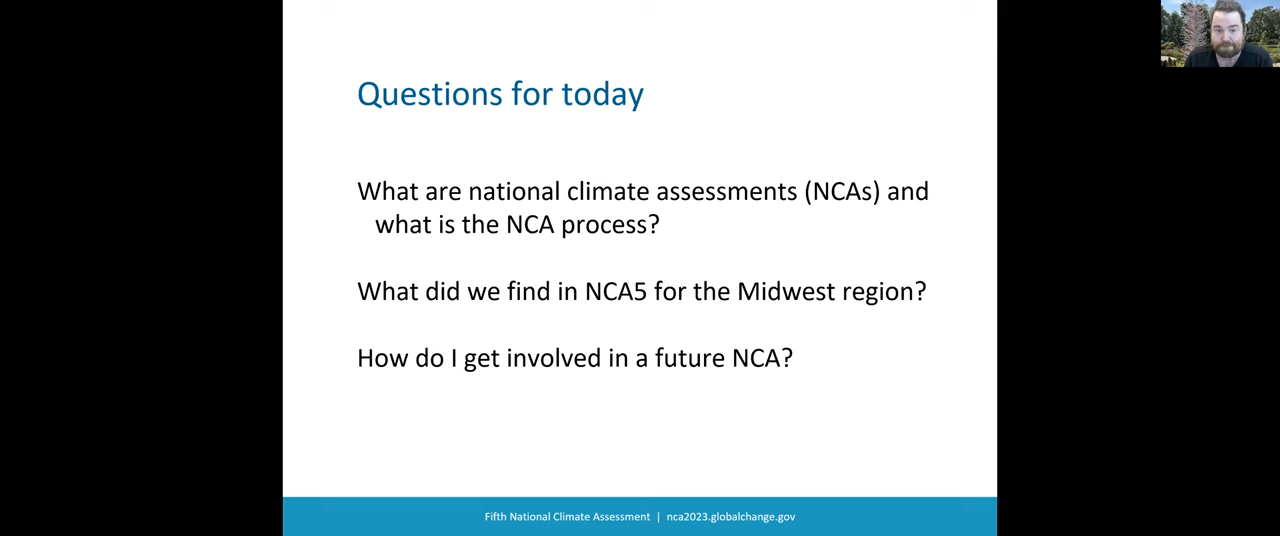 Questions for today
What are national climate assessments (NCAs) and
what is the NCA process?
What did we find in NCA5 for the Midwest region?
How do I get involved in a future NCA?
Fifth National Climate Assessment | nca2023.globalchange.gov